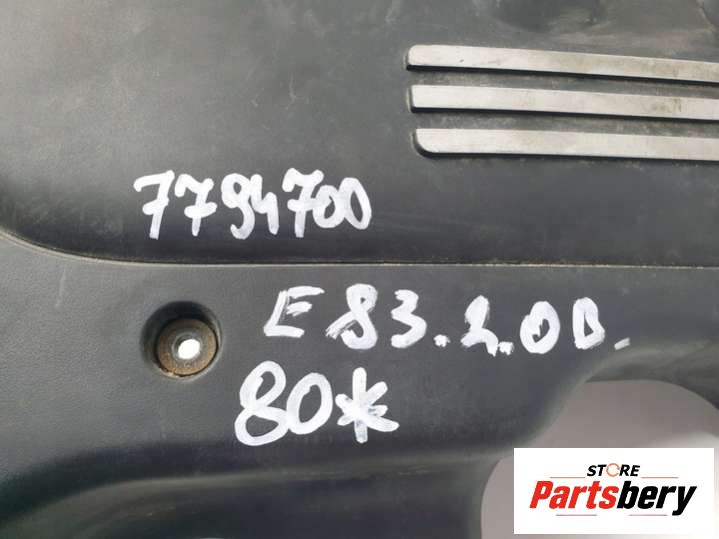 7794700
E83.2.0D.
80*
STORE
Partsbery